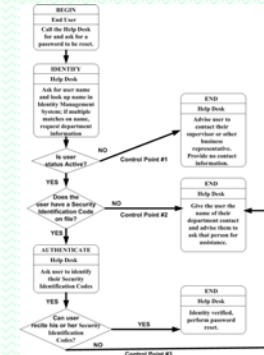 BEGIN
End User
Call the Help Desk
for and ask for a
password to be reset.
IDENTIFY
Help Desk
Ask for user name
and look up name in
Identity Management
System; if multiple
matches on name,
request department
information
Is user
status Active?
NO
Control Point #1
END
Help Desk
Advise user to
contact their
supervisor or other
business
representative.
Provide no contact
information.
YES
Does the
user have a Security
Identification Code
on file?
NO
Control Point #2
END
Help Desk
Give the user the
name of their
department contact
and advise them to
ask that person for
assistance.
YES
AUTHENTICATE
Help Desk
Ask user to identify
their Security
Identification Codes
YES
Can user
recite his or her Security
Identification
Codes?
YES
END
Help Desk
Identity verified,
perform password
reset.
NO
Control Point #3